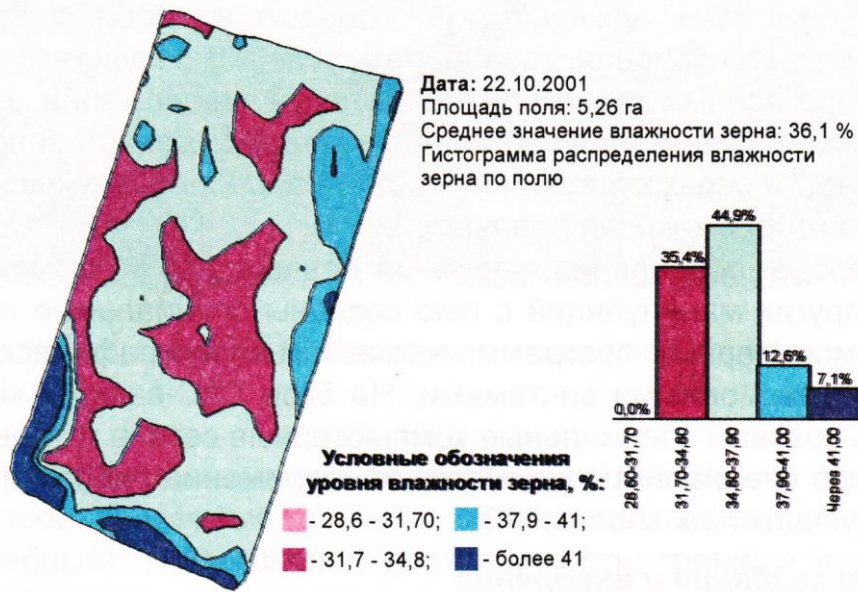 Дата: 22.10.2001
Площадь поля: 5,26 га
Среднее значение влажности зерна: 36,1 %
Гистограмма распределения влажности
зерна по полю
44,9%
35,4%
12,6%
7,1%
0,0%
28,60-31,70
31,70-34,80
34,80-37,90
37,90-41,00
Через 41,00
Условные обозначения
уровня влажности зерна, %:
- 28,6 - 31,70;
- 37,9 - 41;
- 31,7 - 34,8;
- более 41